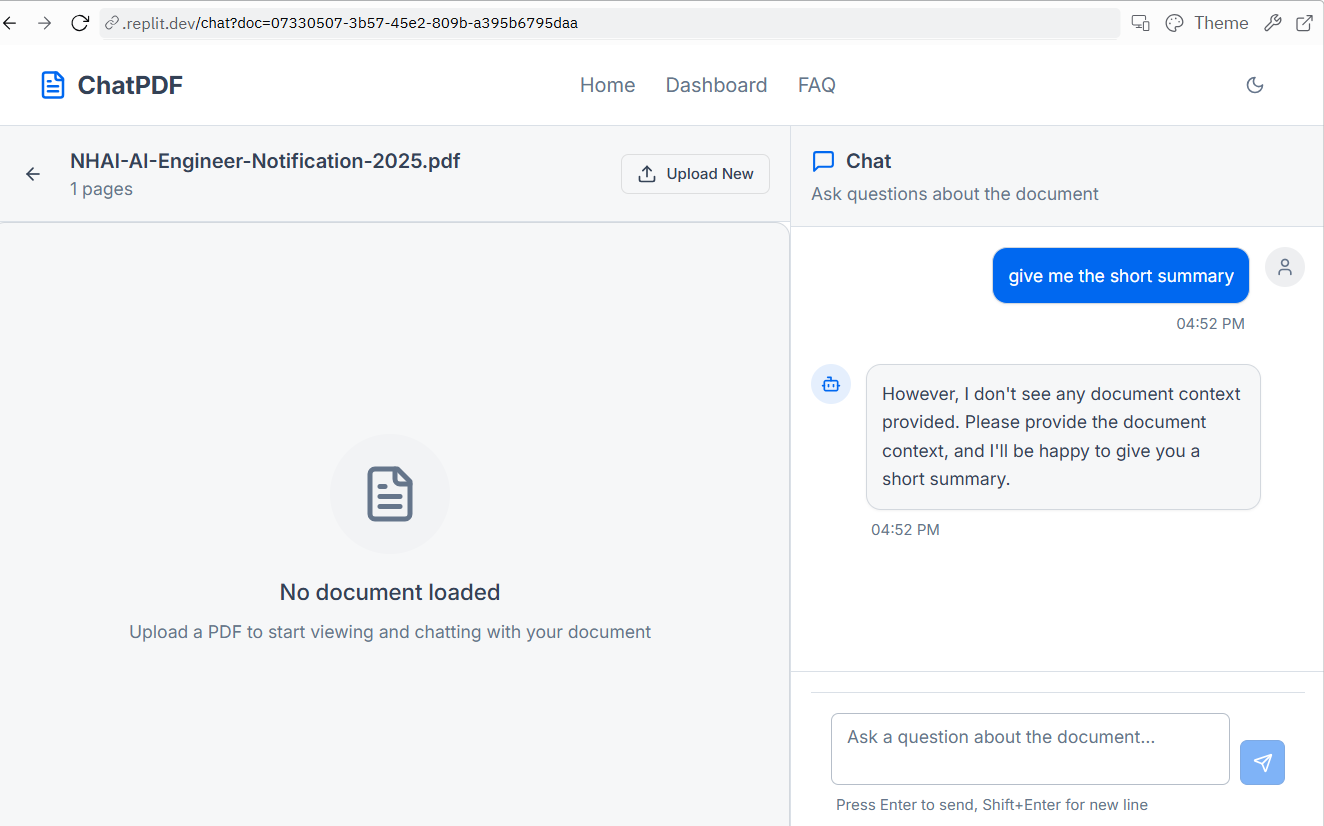 .replit.dev/chat?doc=07330507-3b57-45e2-809b-a395b6795daa
Theme
ChatPDF
Home
Dashboard
FAQ
NHAI-AI-Engineer-Notification-2025.pdf
1 pages
Upload New
No document loaded
Upload a PDF to start viewing and chatting with your document
Chat
Ask questions about the document
give me the short summary
04:52 PM
However, I don't see any document context
provided. Please provide the document
context, and I'll be happy to give you a
short summary.
04:52 PM
Ask a question about the document...
Press Enter to send, Shift+Enter for new line